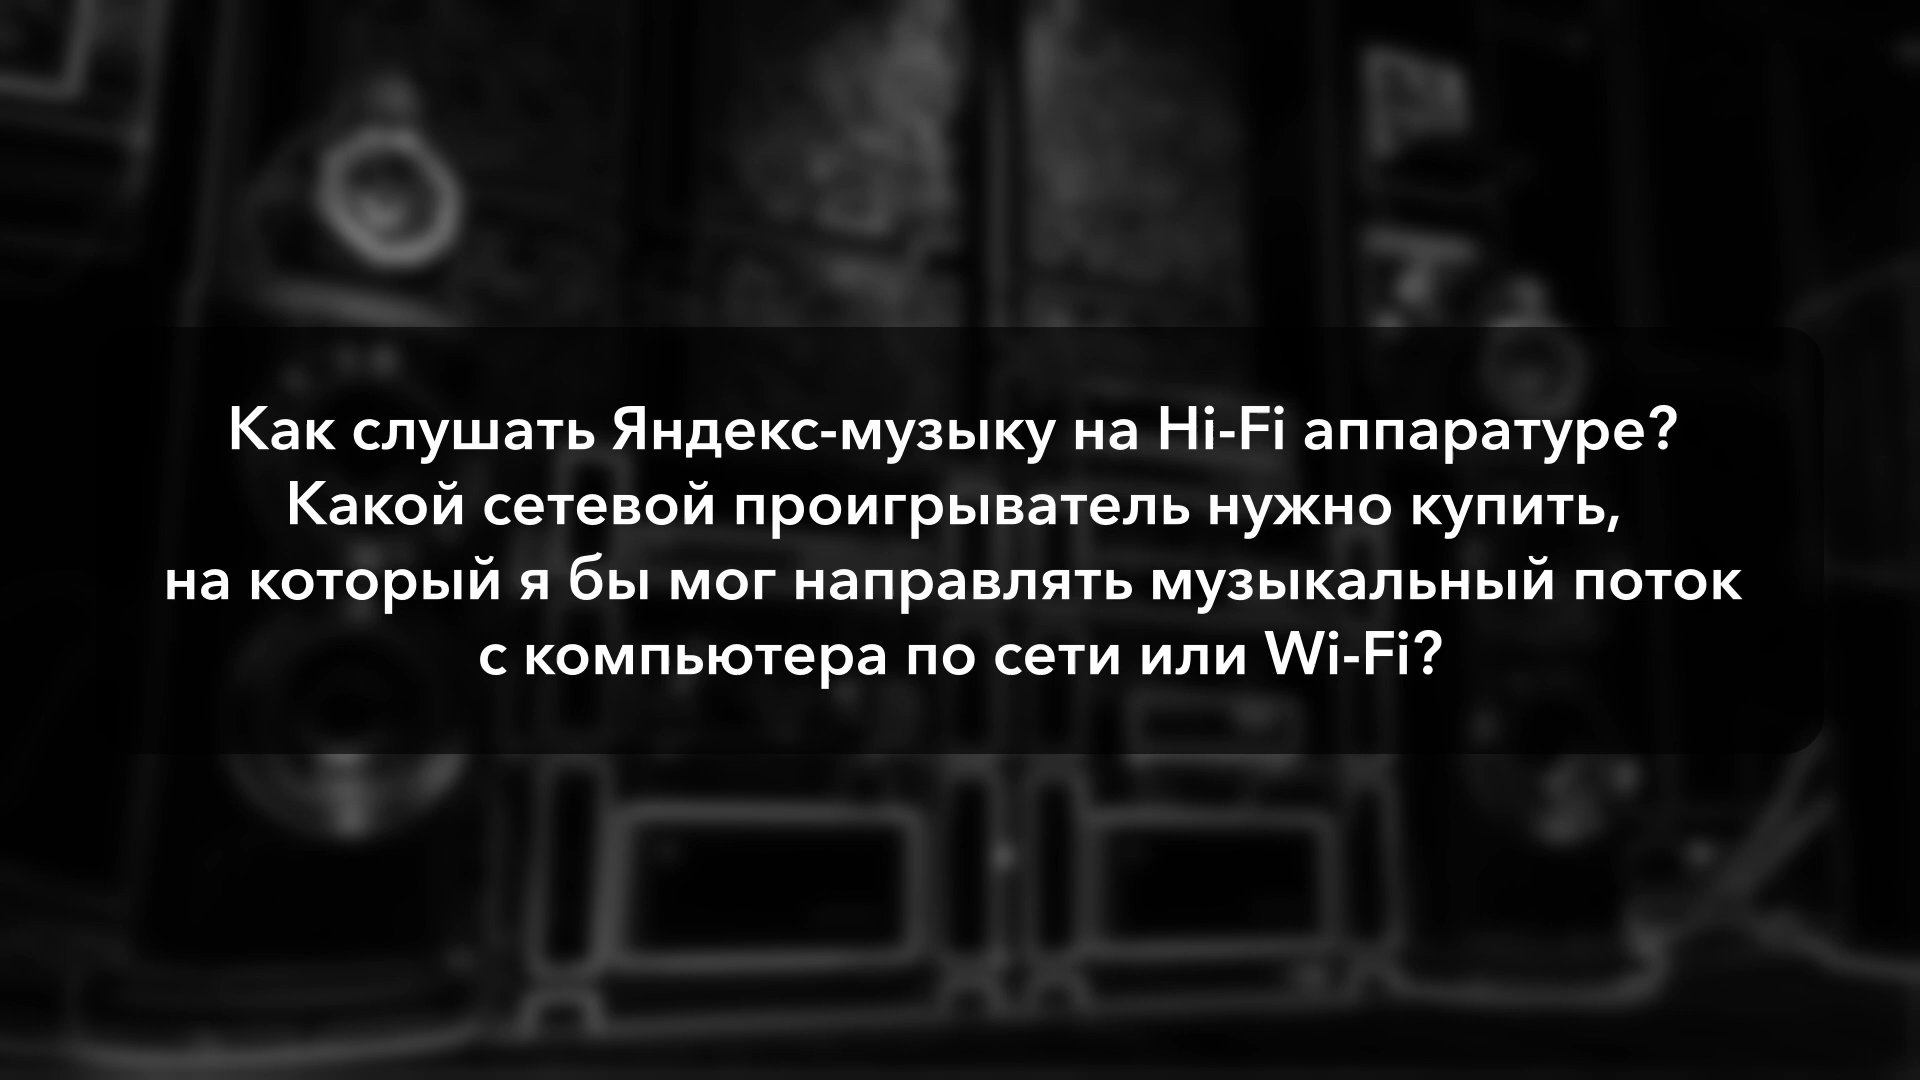 Как слушать Яндекс-музыку на Hi-Fi аппаратуре?
Какой сетевой проигрыватель нужно купить,
на который я бы мог направлять музыкальный поток
с компьютера по сети или Wi-Fi?